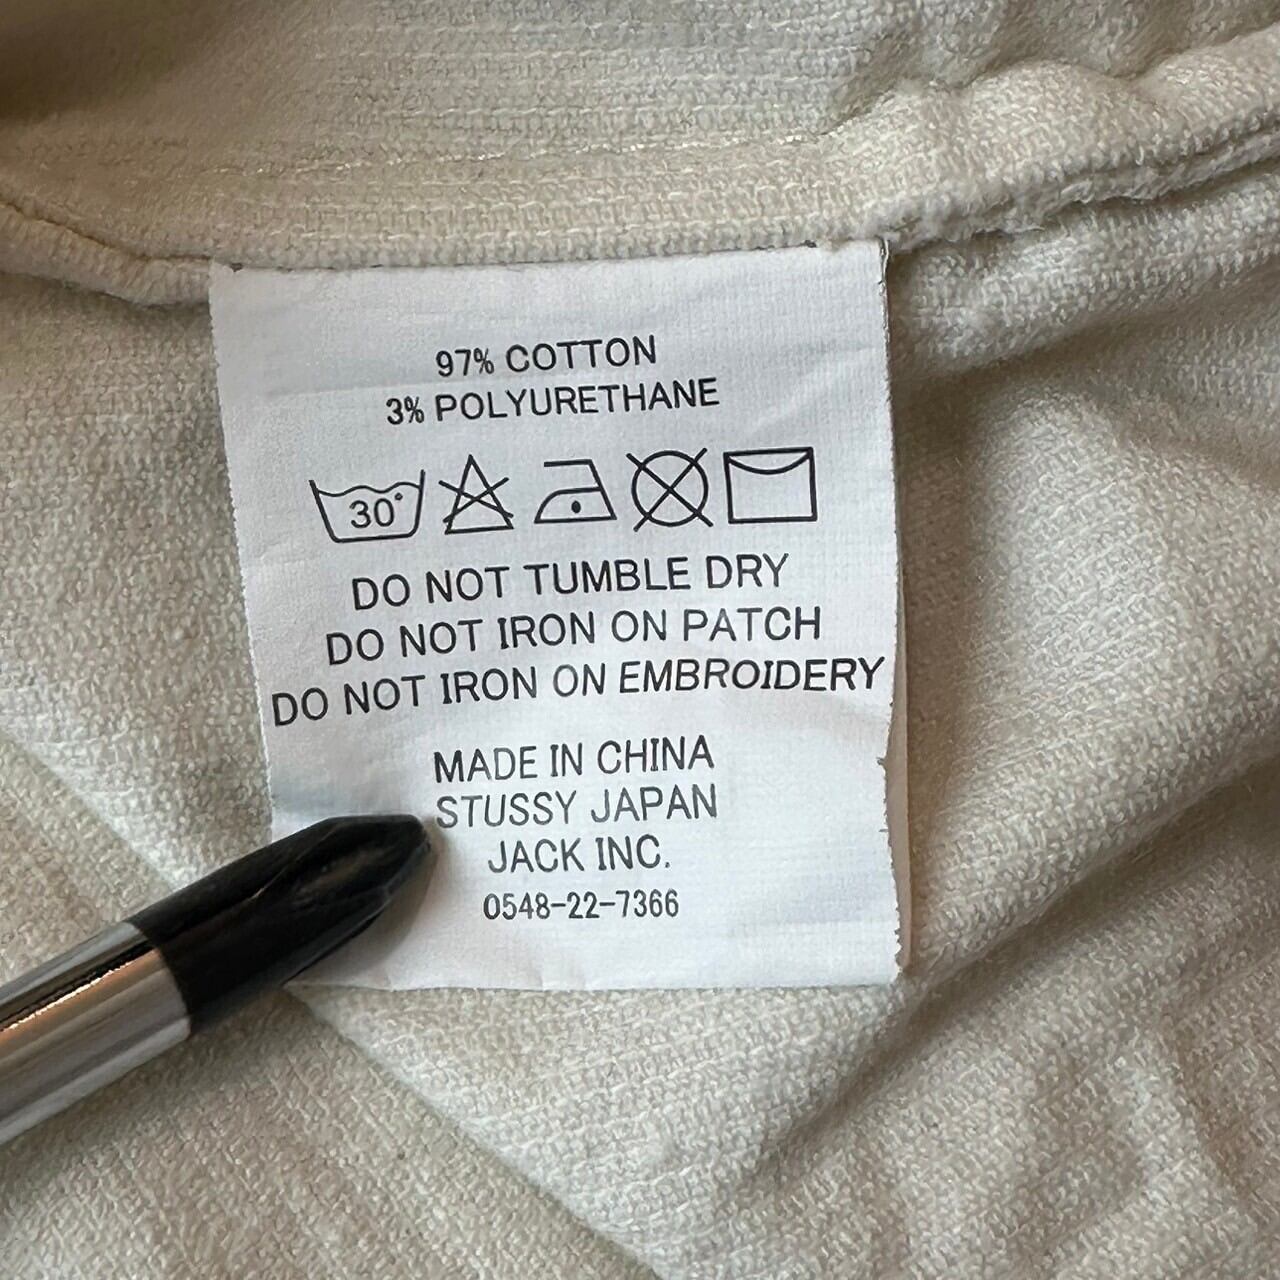 97% COTTON
3% POLYURETHANE
30°
DO NOT TUMBLE DRY
DO NOT IRON ON PATCH
DO NOT IRON ON EMBROIDERY
MADE IN CHINA
STUSSY JAPAN
JACK INC.
0548-22-7366